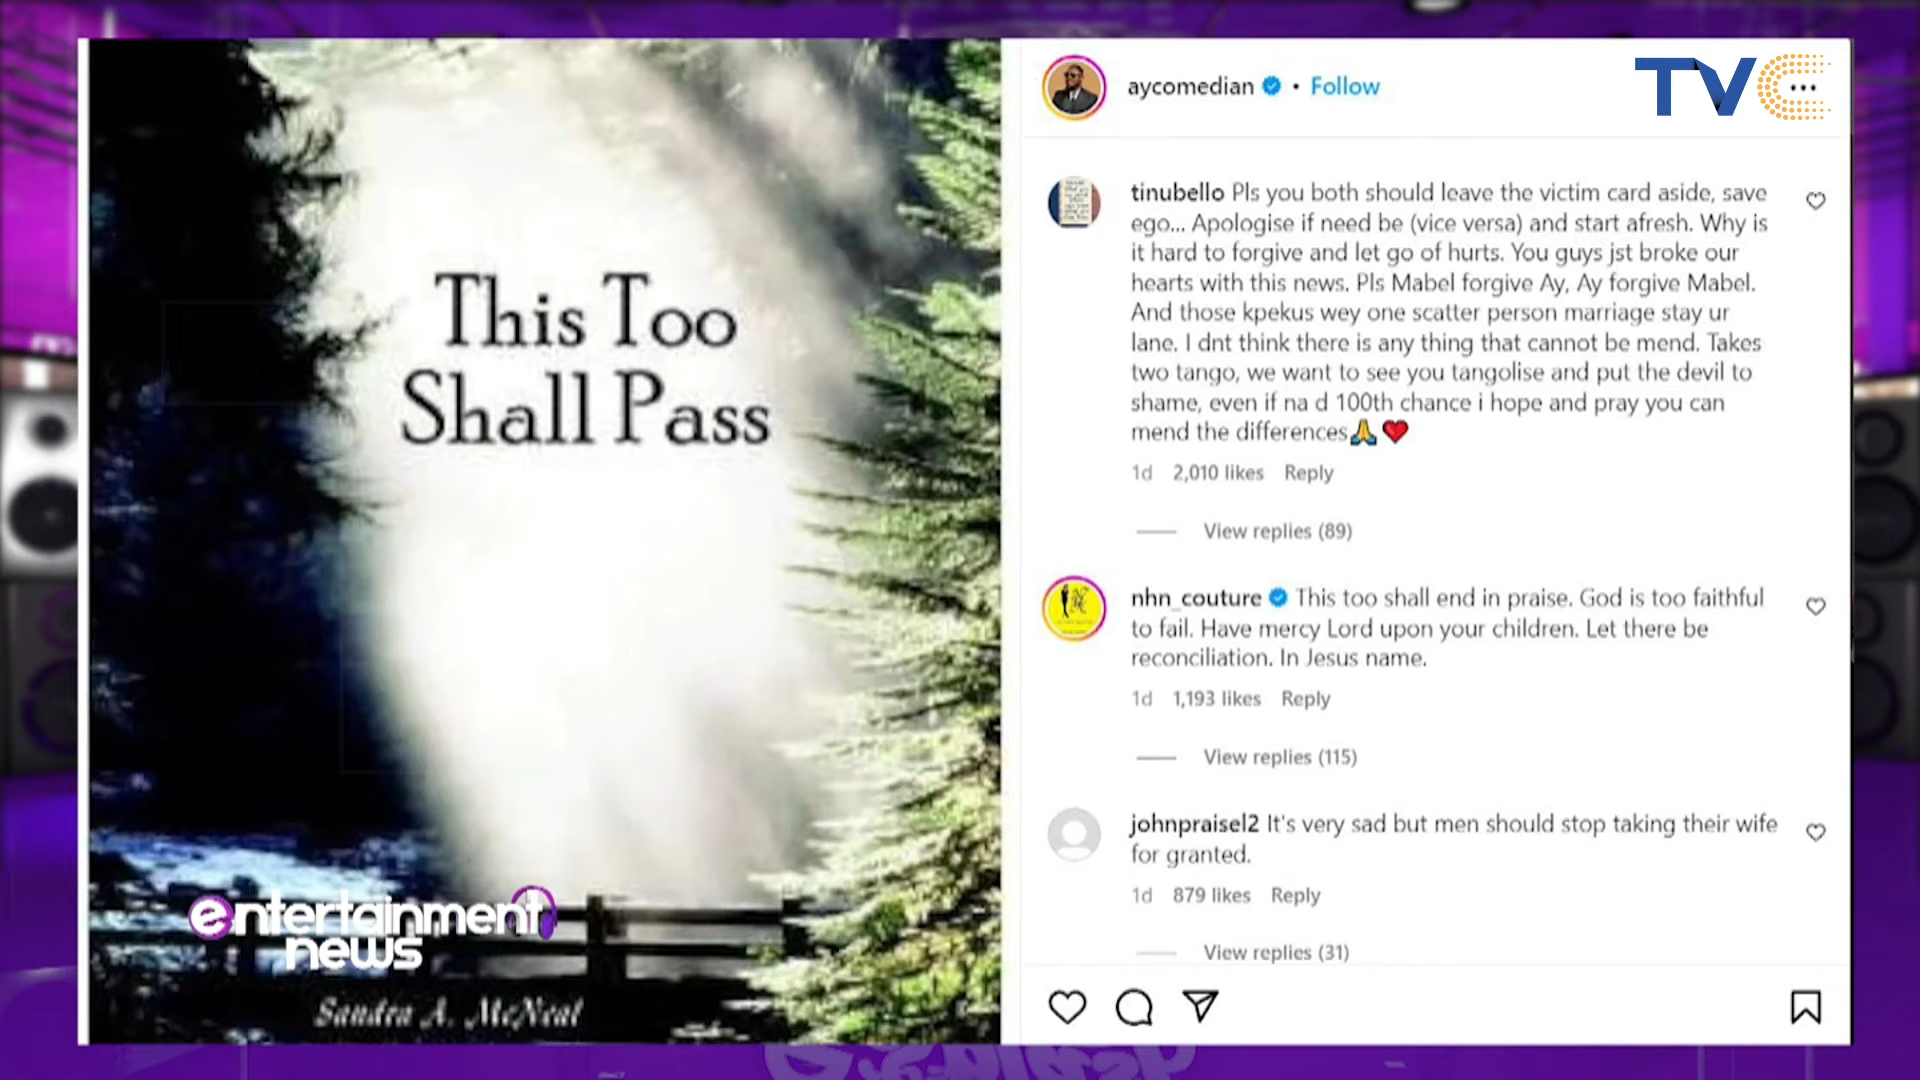 This Too
Shall Pass
entertainment
news
Sandra A. McNeal
TVC
aycomedian • Follow
tinubello Pls you both should leave the victim card aside, save
ego... Apologise if need be (vice versa) and start afresh. Why is
it hard to forgive and let go of hurts. You guys jst broke our
hearts with this news. Pls Mabel forgive Ay, Ay forgive Mabel.
And those kpekus wey one scatter person marriage stay ur
lane. I dnt think there is any thing that cannot be mend. Takes
two tango, we want to see you tangolise and put the devil to
shame, even if na d 100th chance i hope and pray you can
mend the differences🙏❤️
1d 2,010 likes Reply
View replies (89)
nhn_couture This too shall end in praise. God is too faithful
to fail. Have mercy Lord upon your children. Let there be
reconciliation. In Jesus name.
1d 1,193 likes Reply
View replies (115)
johnpraisel2 It's very sad but men should stop taking their wife
for granted.
1d 879 likes Reply
View replies (31)